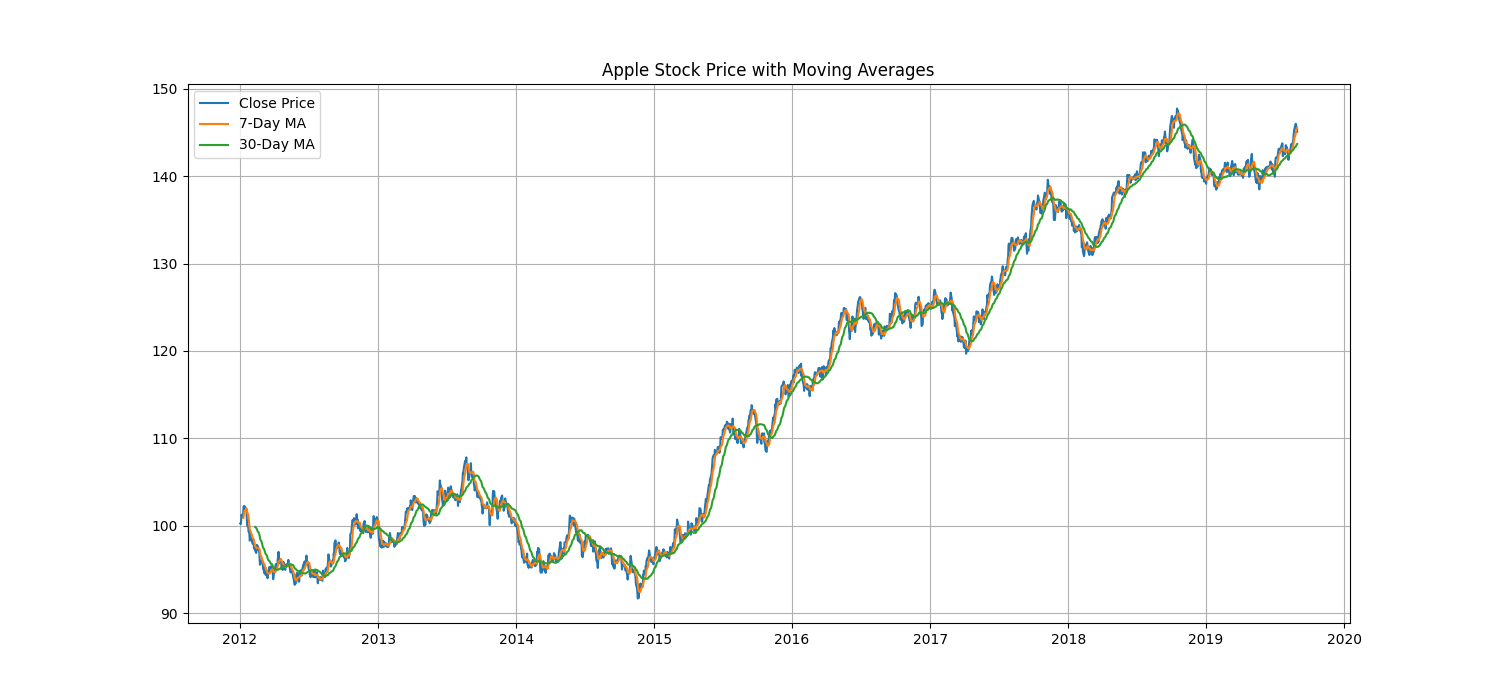 Apple Stock Price with Moving Averages
150
140
130
120
110
100
90
Close Price
7-Day MA
30-Day MA
2012 2013 2014 2015 2016 2017 2018 2019 2020